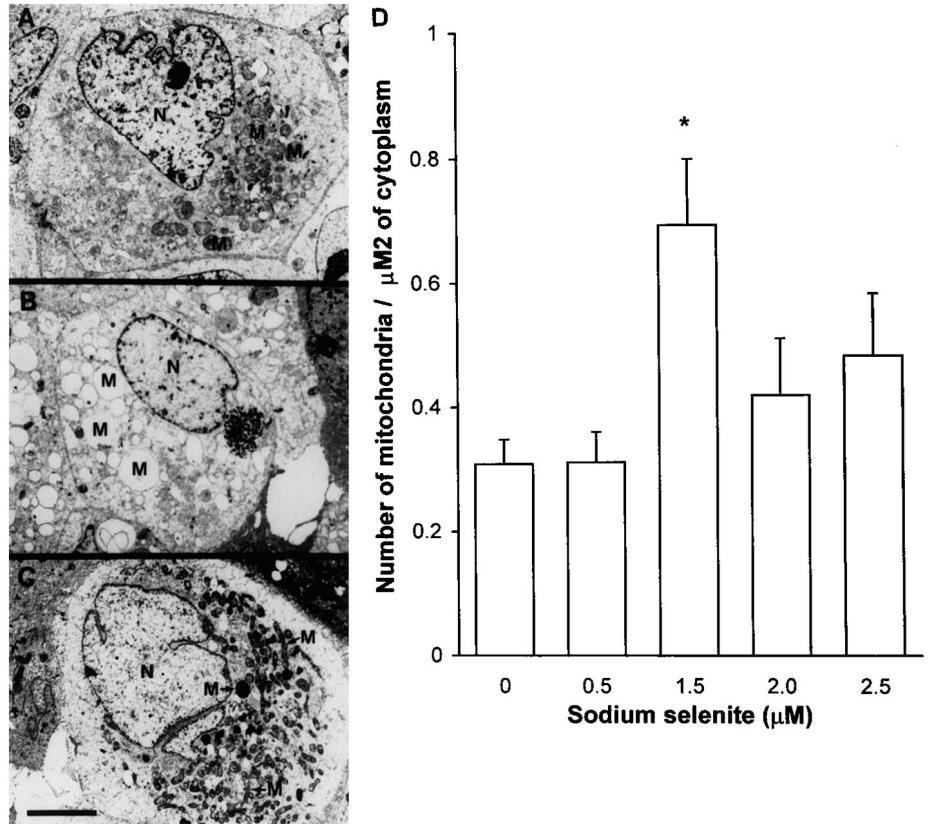 A
N
M
M
M
B
N
M
M
M
C
N
M
M
M
D
Number of mitochondria / μM2 of cytoplasm
1
0.8
0.6
0.4
0.2
0
*
0 0.5 1.5 2.0 2.5
Sodium selenite (μM)